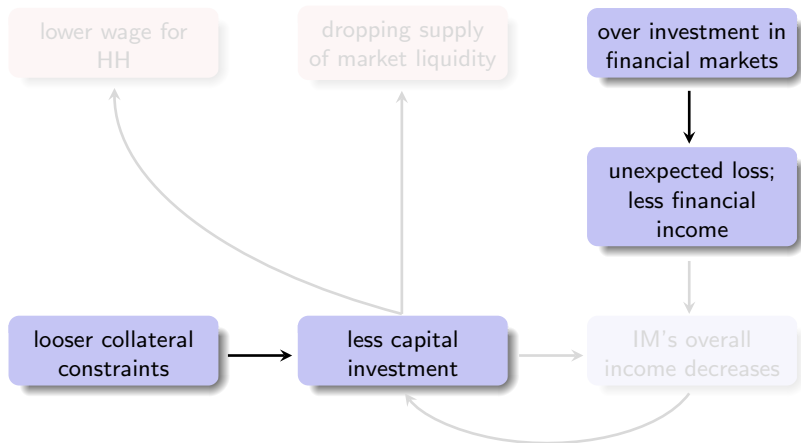 lower wage for
HH
dropping supply
of market liquidity
over investment in
financial markets
unexpected loss;
less financial
income
looser collateral
constraints
less capital
investment
IM's overall
income decreases